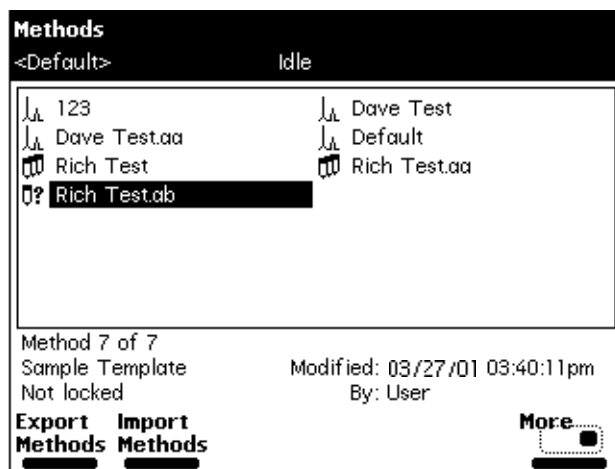 Methods
<Default> Idle
123 Dave Test
Dave Test.aa Default
Rich Test Rich Test.aa
? Rich Test.ab
Method 7 of 7
Sample Template Modified: 03/27/01 03:40:11pm
Not locked By: User
Export Import More
Methods Methods